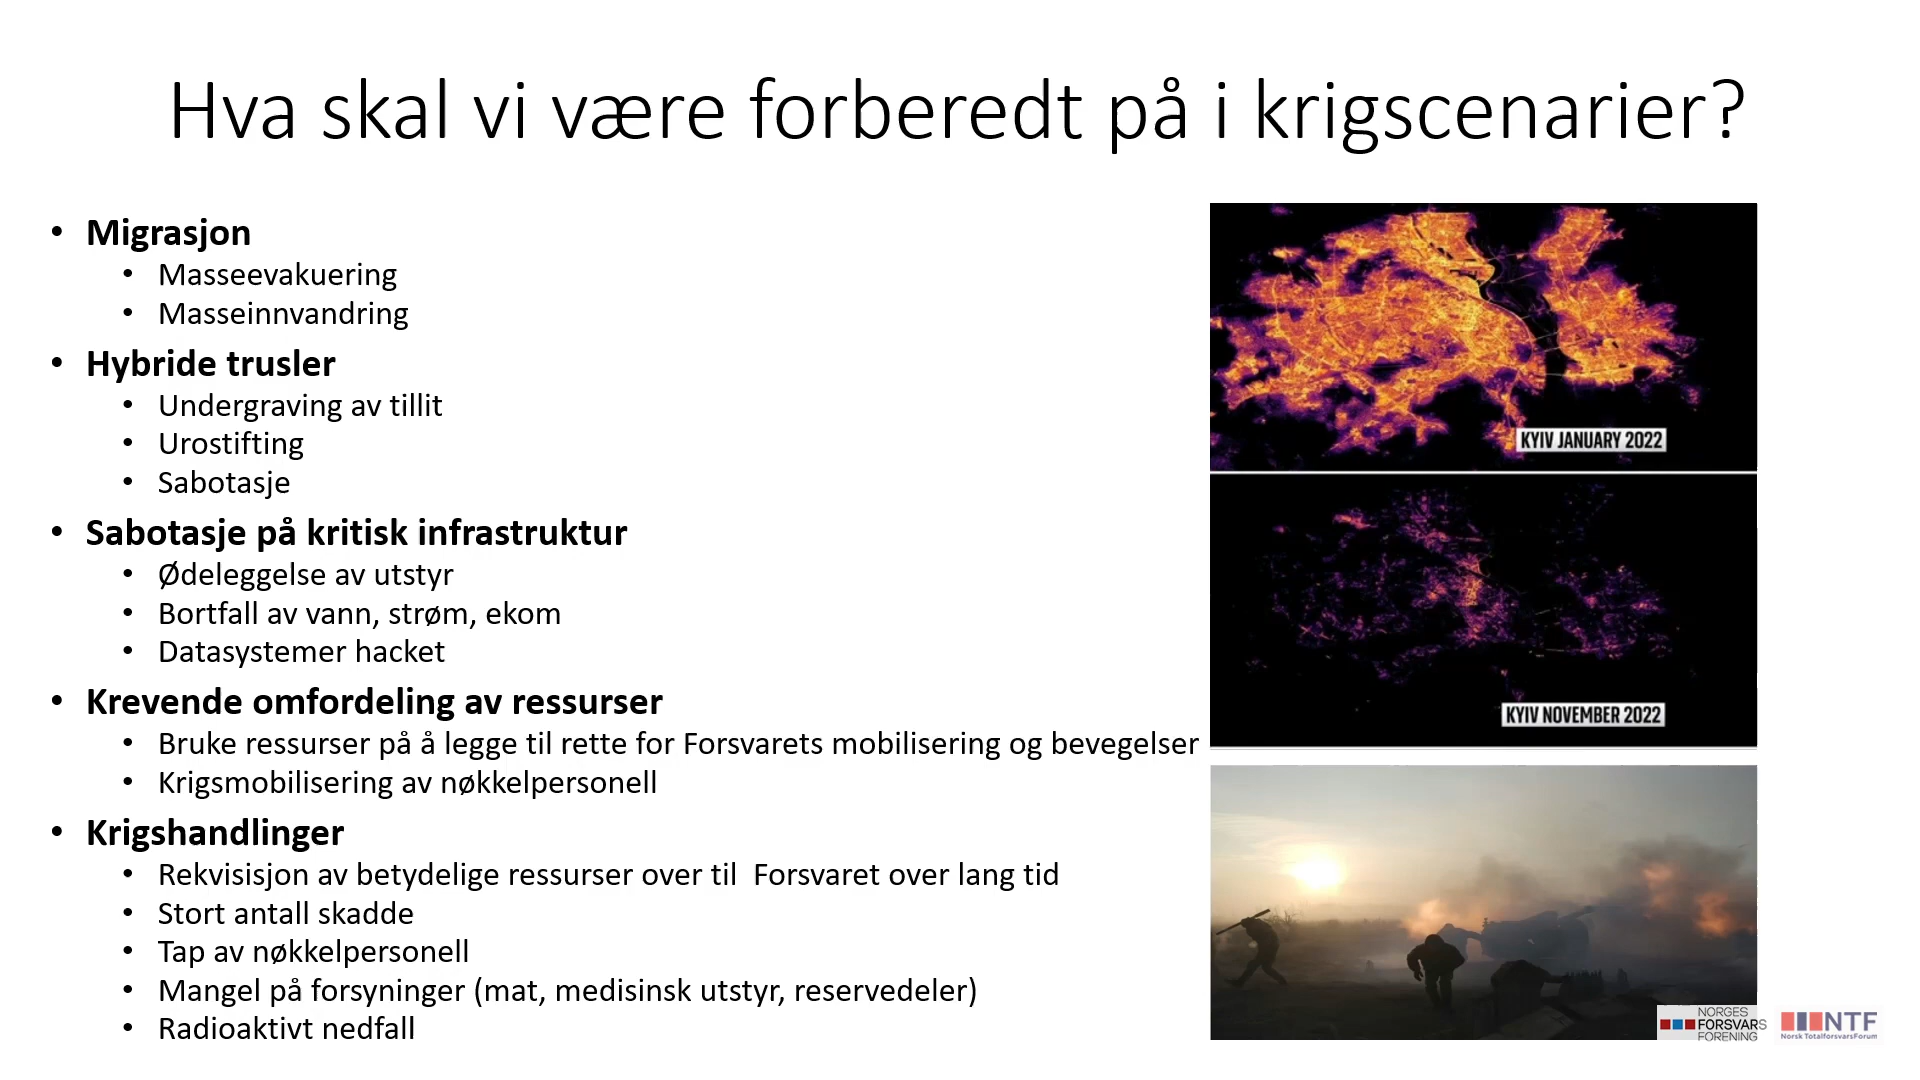 Hva skal vi være forberedt på i krigscenarier?
• Migrasjon
• Masseevakuering
• Masseinnvandring
• Hybride trusler
• Undergraving av tillit
• Urostifting
• Sabotasje
• Sabotasje på kritisk infrastruktur
• Ødeleggelse av utstyr
• Bortfall av vann, strøm, ekom
• Datasystemer hacket
• Krevende omfordeling av ressurser
• Bruke ressurser på å legge til rette for Forsvarets mobilisering og bevegelser
• Krigsmobilisering av nøkkelpersonell
• Krigshandlinger
• Rekvisisjon av betydelige ressurser over til  Forsvaret over lang tid
• Stort antall skadde
• Tap av nøkkelpersonell
• Mangel på forsyninger (mat, medisinsk utstyr, reservedeler)
• Radioaktivt nedfall
KYIV JANUARY 2022
KYIV NOVEMBER 2022
NORGES
FORSVARS
FORENING
NTF
Norsk TotalforsvarsForum